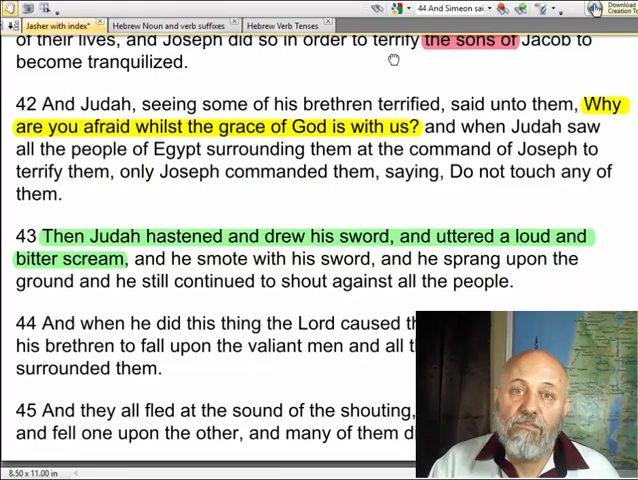 44 And Simeon sai
Download
Creation To
Jasher with index*
Hebrew Noun and verb suffixes
Hebrew Verb Tenses
of their lives, and Joseph did so in order to terrify the sons of Jacob to
become tranquilized.
42 And Judah, seeing some of his brethren terrified, said unto them, Why
are you afraid whilst the grace of God is with us? and when Judah saw
all the people of Egypt surrounding them at the command of Joseph to
terrify them, only Joseph commanded them, saying, Do not touch any of
them.
43 Then Judah hastened and drew his sword, and uttered a loud and
bitter scream, and he smote with his sword, and he sprang upon the
ground and he still continued to shout against all the people.
44 And when he did this thing the Lord caused
his brethren to fall upon the valiant men and all
surrounded them.
45 And they all fled at the sound of the shouting,
and fell one upon the other, and many of them
8.50 x 11.00 in